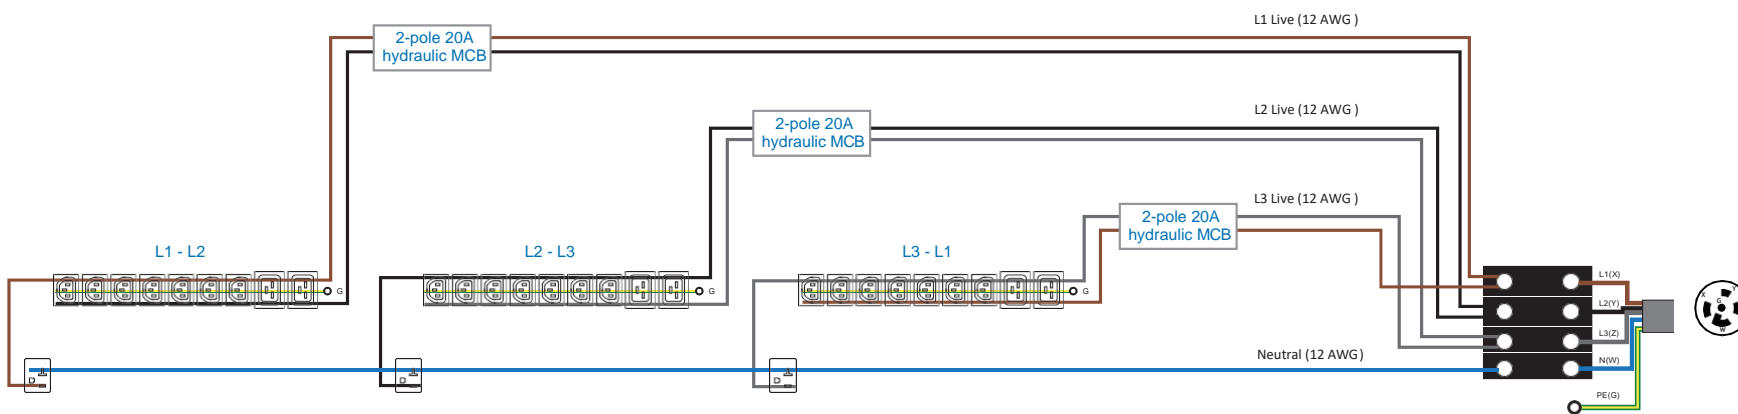 L1 Live (12 AWG )
2-pole 20A
hydraulic MCB
L2 Live (12 AWG )
2-pole 20A
hydraulic MCB
L3 Live (12 AWG )
2-pole 20A
hydraulic MCB
L1 - L2
L2 - L3
L3 - L1
G
G
G
L1(X)
L2(Y)
L3(Z)
N(W)
PE(G)
X
Y
G
W
Neutral (12 AWG)